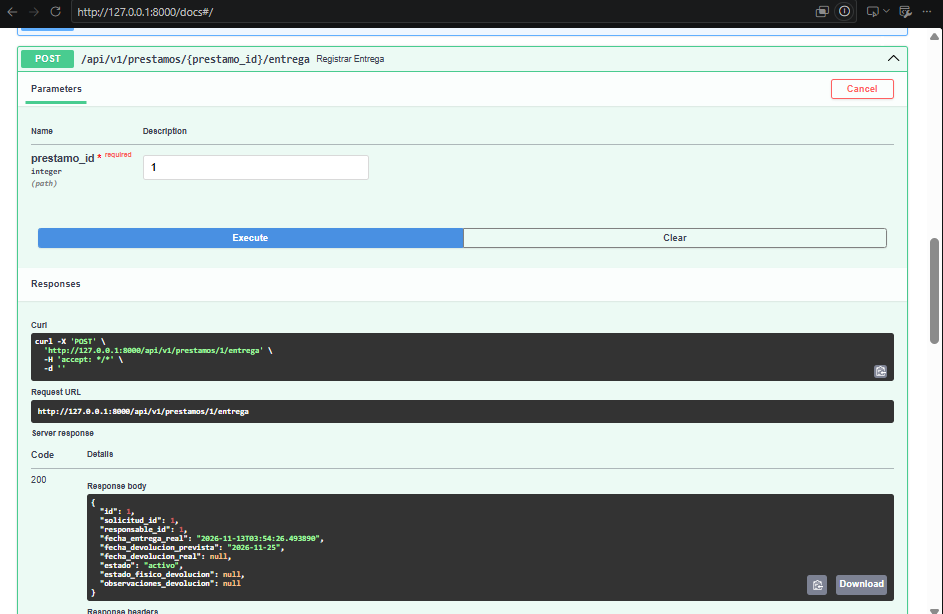 http://127.0.0.1:8000/docs#/
POST /api/v1/prestamos/{prestamo_id}/entrega Registrar Entrega
Parameters
Cancel
Name Description
prestamo_id * required
integer
(path)
1
Execute Clear
Responses
Curl
curl -X 'POST' \
'http://127.0.0.1:8000/api/v1/prestamos/1/entrega' \
-H 'accept: */*' \
-d ''
Request URL
http://127.0.0.1:8000/api/v1/prestamos/1/entrega
Server response
Code Details
200
Response body
{
"id": 1,
"solicitud_id": 1,
"responsable_id": 1,
"fecha_entrega_real": "2026-11-13T03:54:26.493890",
"fecha_devolucion_prevista": "2026-11-25",
"fecha_devolucion_real": null,
"estado": "activo",
"estado_fisico_devolucion": null,
"observaciones_devolucion": null
}
Download
Response headers